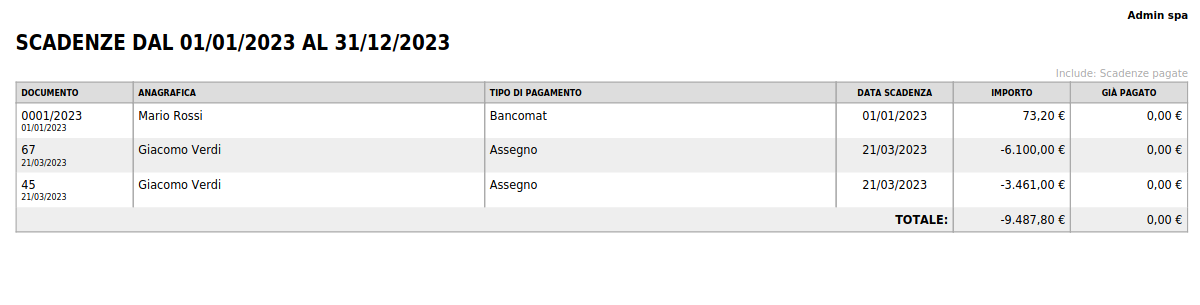 Admin spa
SCADENZE DAL 01/01/2023 AL 31/12/2023
Include: Scadenze pagate
DOCUMENTO ANAGRAFICA TIPO DI PAGAMENTO DATA SCADENZA IMPORTO GIÀ PAGATO
0001/2023 Mario Rossi Bancomat 01/01/2023 73,20 € 0,00 €
01/01/2023
67 Giacomo Verdi Assegno 21/03/2023 -6.100,00 € 0,00 €
21/03/2023
45 Giacomo Verdi Assegno 21/03/2023 -3.461,00 € 0,00 €
21/03/2023
TOTALE: -9.487,80 € 0,00 €